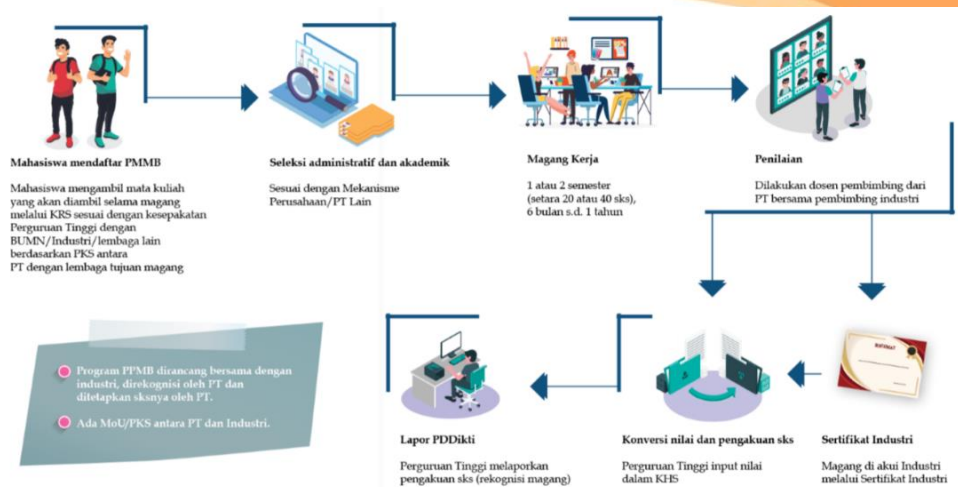 Mahasiswa mendaftar PMMB
Mahasiswa mengambil mata kuliah
yang akan diambil selama magang
melalui KRS sesuai dengan kesepakatan
Perguruan Tinggi dengan
BUMN/Industri/lembaga lain
berdasarkan PKS antara
PT dengan lembaga tujuan magang
Seleksi administratif dan akademik
Sesuai dengan Mekanisme
Perusahaan/PT Lain
Magang Kerja
1 atau 2 semester
(setara 20 atau 40 sks),
6 bulan s.d. 1 tahun
Penilaian
Dilakukan dosen pembimbing dari
PT bersama pembimbing industri
Program PPMB dirancang bersama dengan
industri, direkognisi oleh PT dan
ditetapkan sksnya oleh PT.
Ada MoU/PKS antara PT dan Industri.
Lapor PDDikti
Perguruan Tinggi melaporkan
pengakuan sks (rekognisi magang)
Konversi nilai dan pengakuan sks
Perguruan Tinggi input nilai
dalam KHS
Sertifikat Industri
Magang di akui Industri
melalui Sertifikat Industri